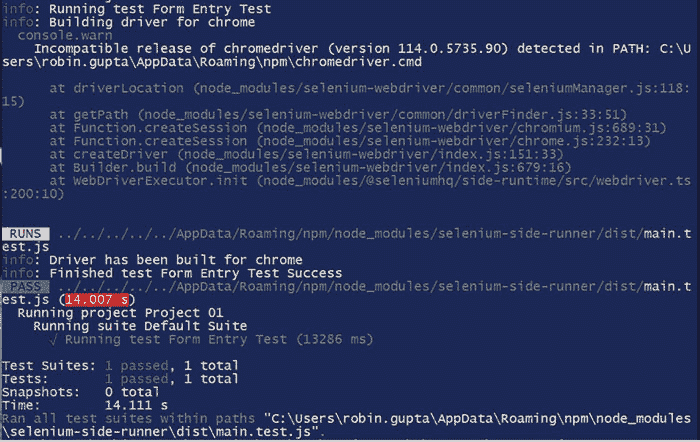 info: Running test Form Entry Test
info: Building driver for chrome
console.warn
Incompatible release of chromedriver (version 114.0.5735.90) detected in PATH: C:\U
sers\robin.gupta\AppData\Roaming\npm\chromedriver.cmd
at driverLocation (node_modules/selenium-webdriver/common/seleniumManager.js:118:
15)
at getPath (node_modules/selenium-webdriver/common/driverFinder.js:33:51)
at Function.createSession (node_modules/selenium-webdriver/chromium.js:689:31)
at Function.createSession (node_modules/selenium-webdriver/chrome.js:232:13)
at createDriver (node_modules/selenium-webdriver/index.js:151:33)
at Builder.build (node_modules/selenium-webdriver/index.js:679:16)
at WebDriverExecutor.init (node_modules/@seleniumhq/side-runtime/src/webdriver.ts
:200:10)
RUNS ../../../../../AppData/Roaming/npm/node_modules/selenium-side-runner/dist/main.t
est.js
info: Driver has been built for chrome
info: Finished test Form Entry Test Success
PASS ../../../../../AppData/Roaming/npm/node_modules/selenium-side-runner/dist/main.t
est.js (14.007 s)
Running project Project 01
Running suite Default Suite
√ Running test Form Entry Test (13286 ms)
Test Suites: 1 passed, 1 total
Tests: 1 passed, 1 total
Snapshots: 0 total
Time: 14.111 s
Ran all test suites within paths "C:\Users\robin.gupta\AppData\Roaming\npm\node_modules
\selenium-side-runner\dist\main.test.js".